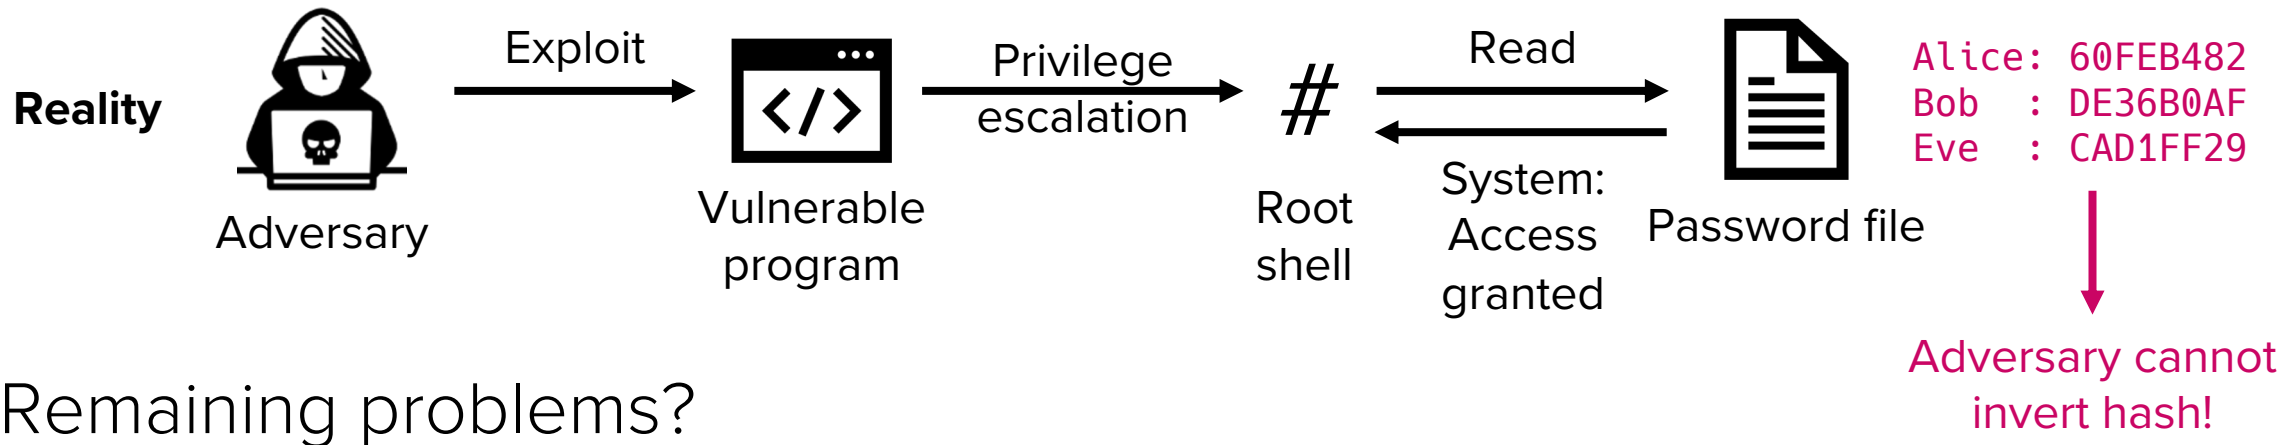 Reality
Adversary
Exploit
</>
Vulnerable
program
Privilege
escalation
#
Root
shell
Read
System:
Access
granted
Password file
Alice: 60FEB482
Bob  : DE36B0AF
Eve  : CAD1FF29
Adversary cannot
invert hash!
Remaining problems?